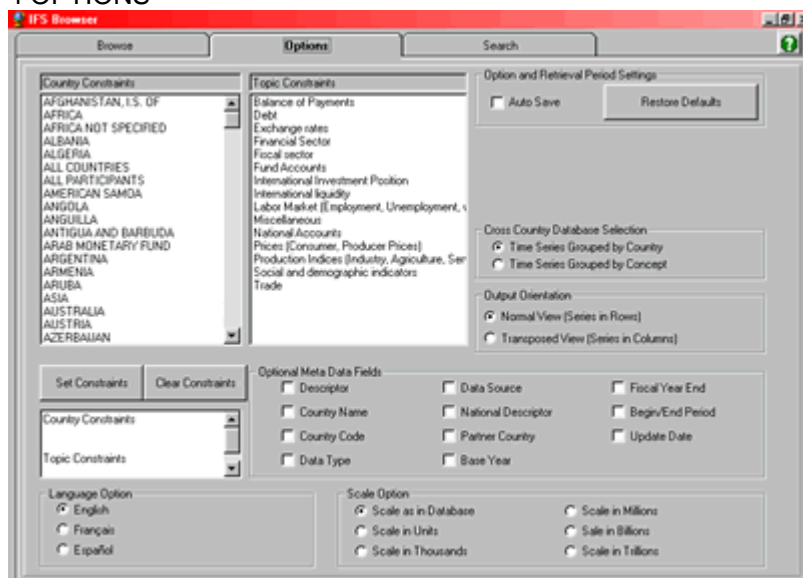 IFS Browser
Browse
Options
Search
Country Constraints
AFGHANISTAN, I.S. OF
AFRICA
AFRICA NOT SPECIFIED
ALBANIA
ALGERIA
ALL COUNTRIES
ALL PARTICIPANTS
AMERICAN SAMOA
ANGOLA
ANGUILLA
ANTIGUA AND BARBUDA
ARAB MONETARY FUND
ARGENTINA
ARMENIA
ARUBA
ASIA
AUSTRALIA
AUSTRIA
AZERBAIJAN
Topic Constraints
Balance of Payments
Debt
Exchange rates
Financial Sector
Fiscal sector
Fund Accounts
International Investment Position
International liquidity
Labor Market (Employment, Unemployment,
Miscellaneous
National Accounts
Prices (Consumer, Producer Prices)
Production Indices (Industry, Agriculture, Ser
Social and demographic indicators
Trade
Option and Retrieval Period Settings
Auto Save
Restore Defaults
Cross Country Database Selection
Time Series Grouped by Country
Time Series Grouped by Concept
Output Orientation
Normal View (Series in Rows)
Transposed View (Series in Columns)
Set Constraints
Clear Constraints
Country Constraints
Topic Constraints
Optional Meta Data Fields
Descriptor
Data Source
Fiscal Year End
Country Name
National Descriptor
Begin/End Period
Country Code
Partner Country
Update Date
Data Type
Base Year
Language Option
English
Français
Español
Scale Option
Scale as in Database
Scale in Millions
Scale in Units
Sale in Billions
Scale in Thousands
Scale in Trillions